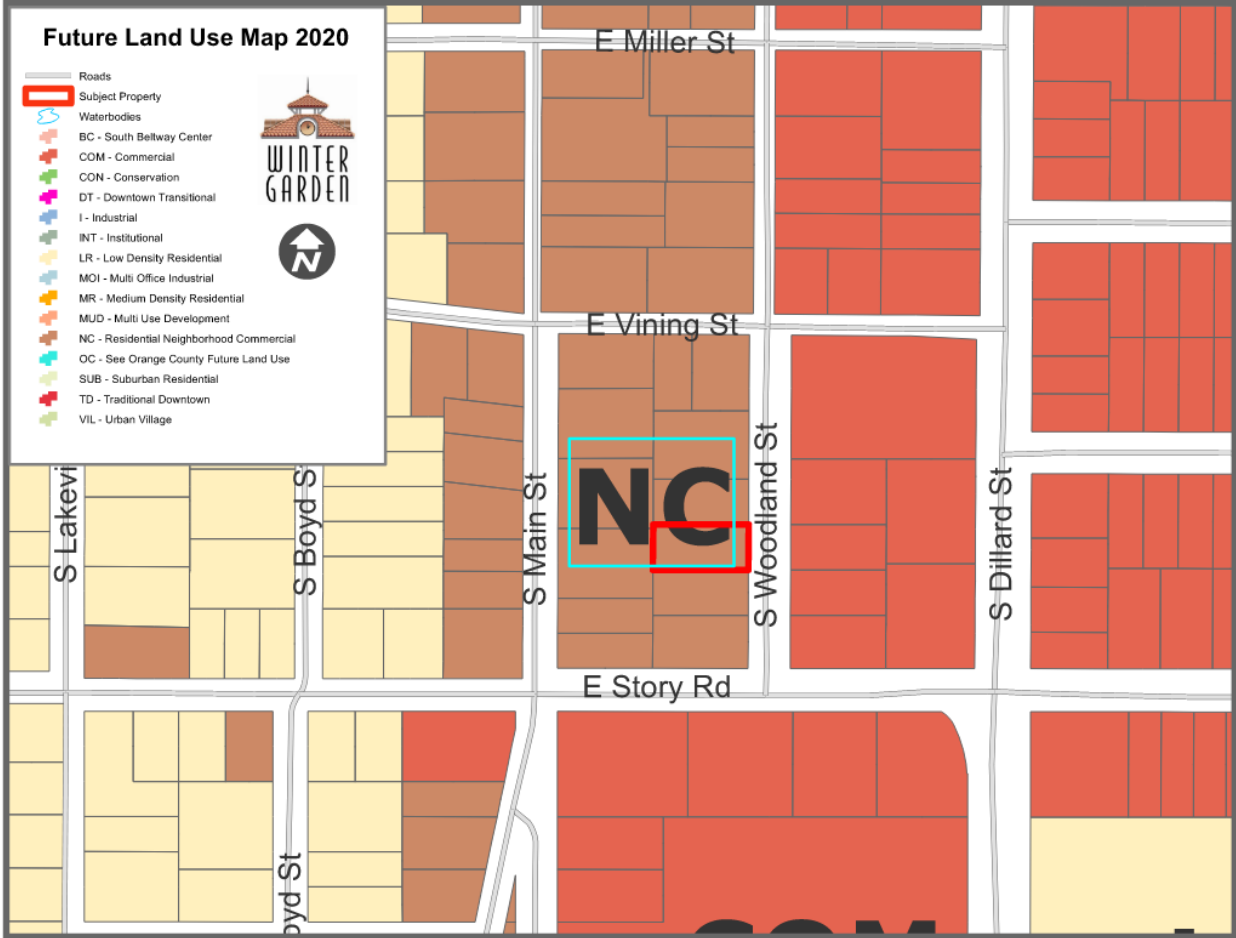 Future Land Use Map 2020
Roads
Subject Property
Waterbodies
BC - South Beltway Center
COM - Commercial
CON - Conservation
DT - Downtown Transitional
I - Industrial
INT - Institutional
LR - Low Density Residential
MOI - Multi Office Industrial
MR - Medium Density Residential
MUD - Multi Use Development
NC - Residential Neighborhood Commercial
OC - See Orange County Future Land Use
SUB - Suburban Residential
TD - Traditional Downtown
VIL - Urban Village
WINTER
GARDEN
N
E Miller St
E Vining St
S Lakevi
S Boyd S
S Main St
NC
S Woodland St
S Dillard St
E Story Rd
oyd St
COM